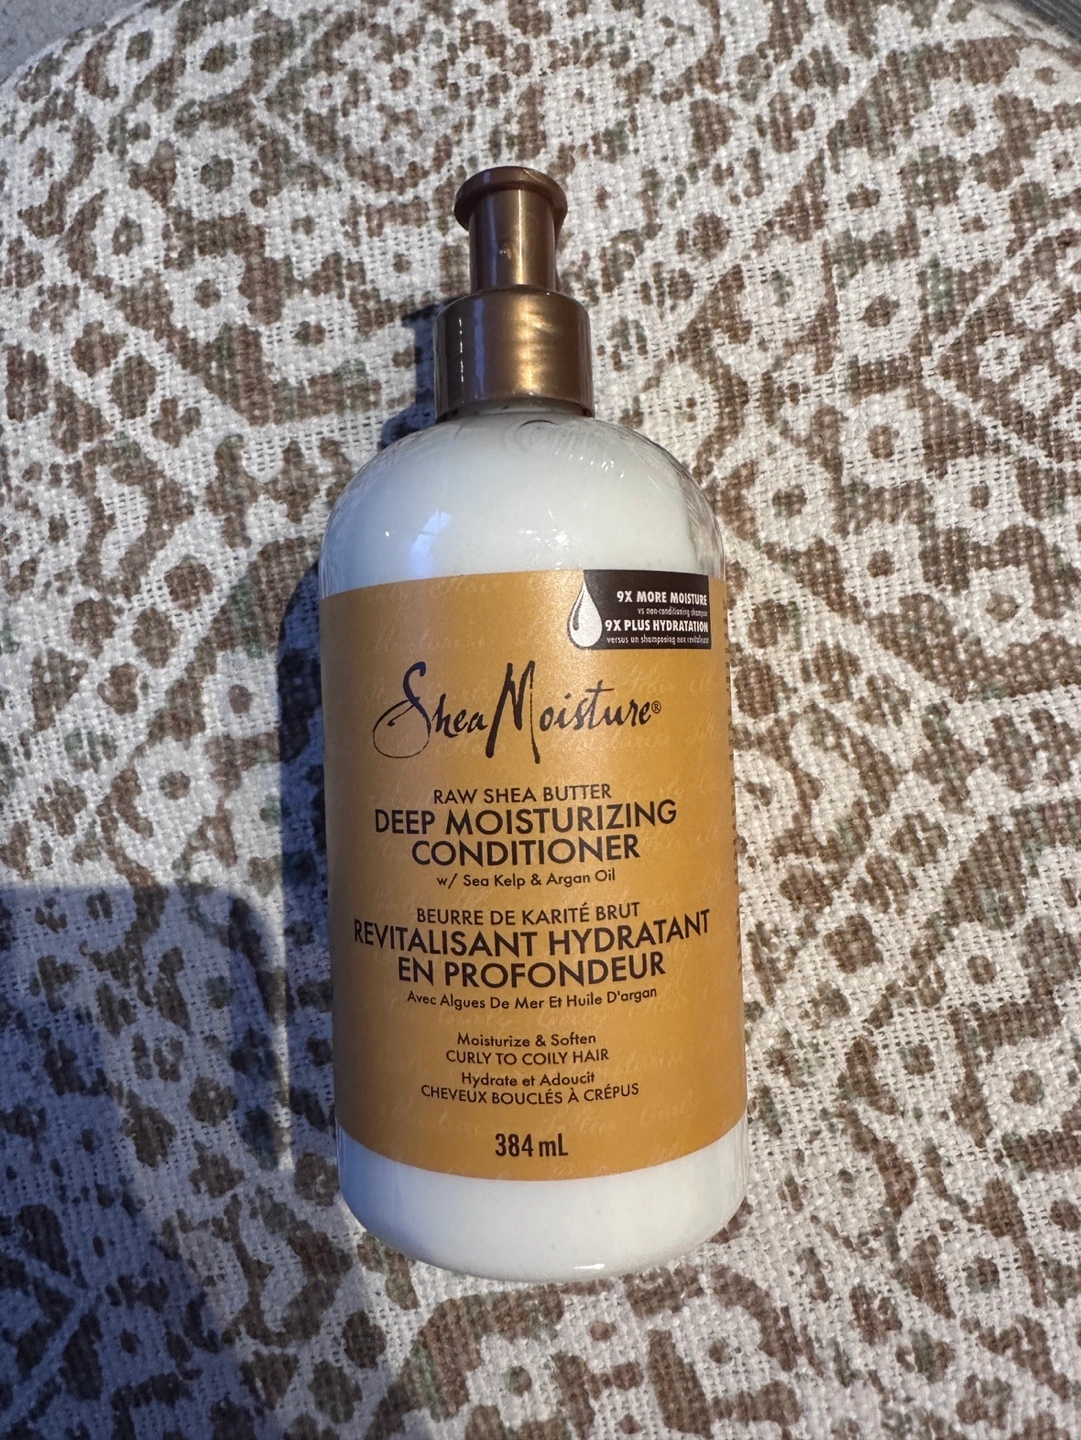 9X MORE MOISTURE
vs non-conditioning shampoo
9X PLUS HYDRATATION
versus un shampooing non revitalisant
SheaMoisture®
RAW SHEA BUTTER
DEEP MOISTURIZING
CONDITIONER
w/ Sea Kelp & Argan Oil
BEURRE DE KARITÉ BRUT
REVITALISANT HYDRATANT
EN PROFONDEUR
Avec Algues De Mer Et Huile D'argan
Moisturize & Soften
CURLY TO COILY HAIR
Hydrate et Adoucit
CHEVEUX BOUCLÉS À CRÉPUS
384 mL